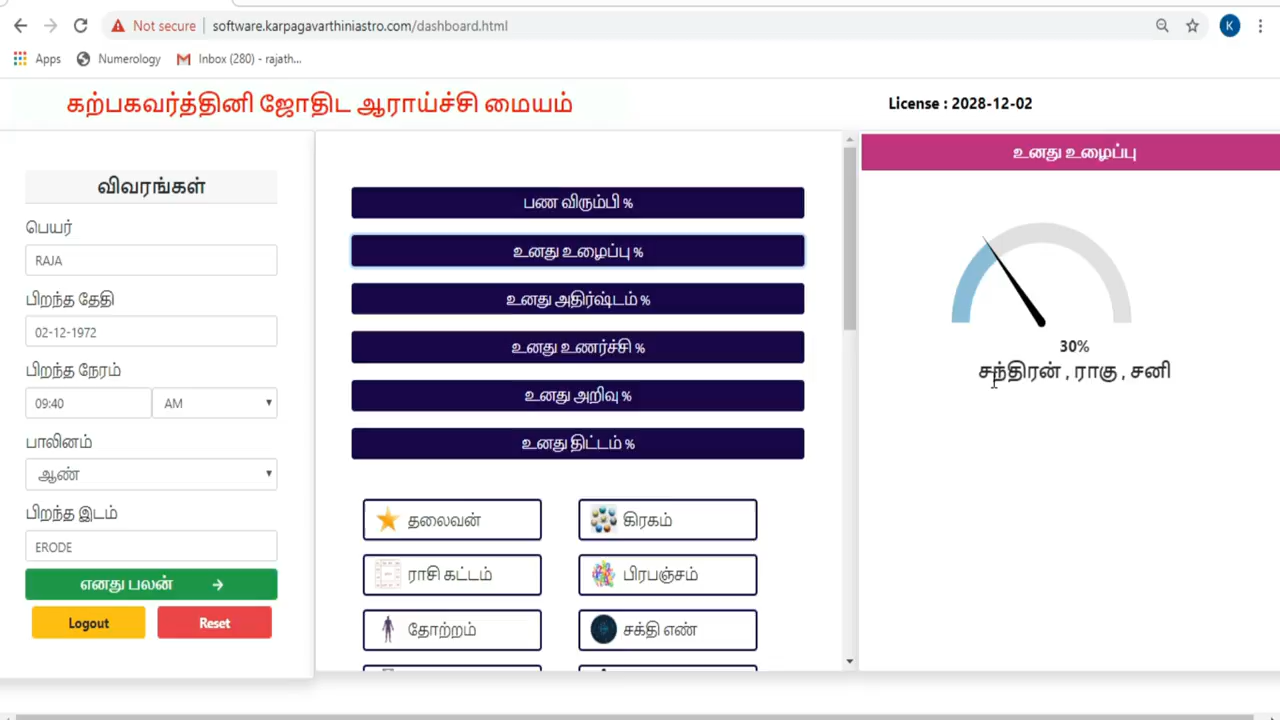 Not secure
software.karpagavarthiniastro.com/dashboard.html
K
Apps
Numerology
Inbox (280) - rajath...
கற்பகவர்த்தினி ஜோதிட ஆராய்ச்சி மையம்
License : 2028-12-02
விவரங்கள்
பெயர்
RAJA
பிறந்த தேதி
02-12-1972
பிறந்த நேரம்
09:40
AM
பாலினம்
ஆண்
பிறந்த இடம்
ERODE
எனது பலன்
Logout
Reset
பண விரும்பி %
உனது உழைப்பு %
உனது அதிர்ஷ்டம் %
உனது உணர்ச்சி %
உனது அறிவு %
உனது திட்டம் %
தலைவன்
கிரகம்
ராசி கட்டம்
பிரபஞ்சம்
தோற்றம்
சக்தி எண்
உனது உழைப்பு
30%
சந்திரன் , ராகு , சனி